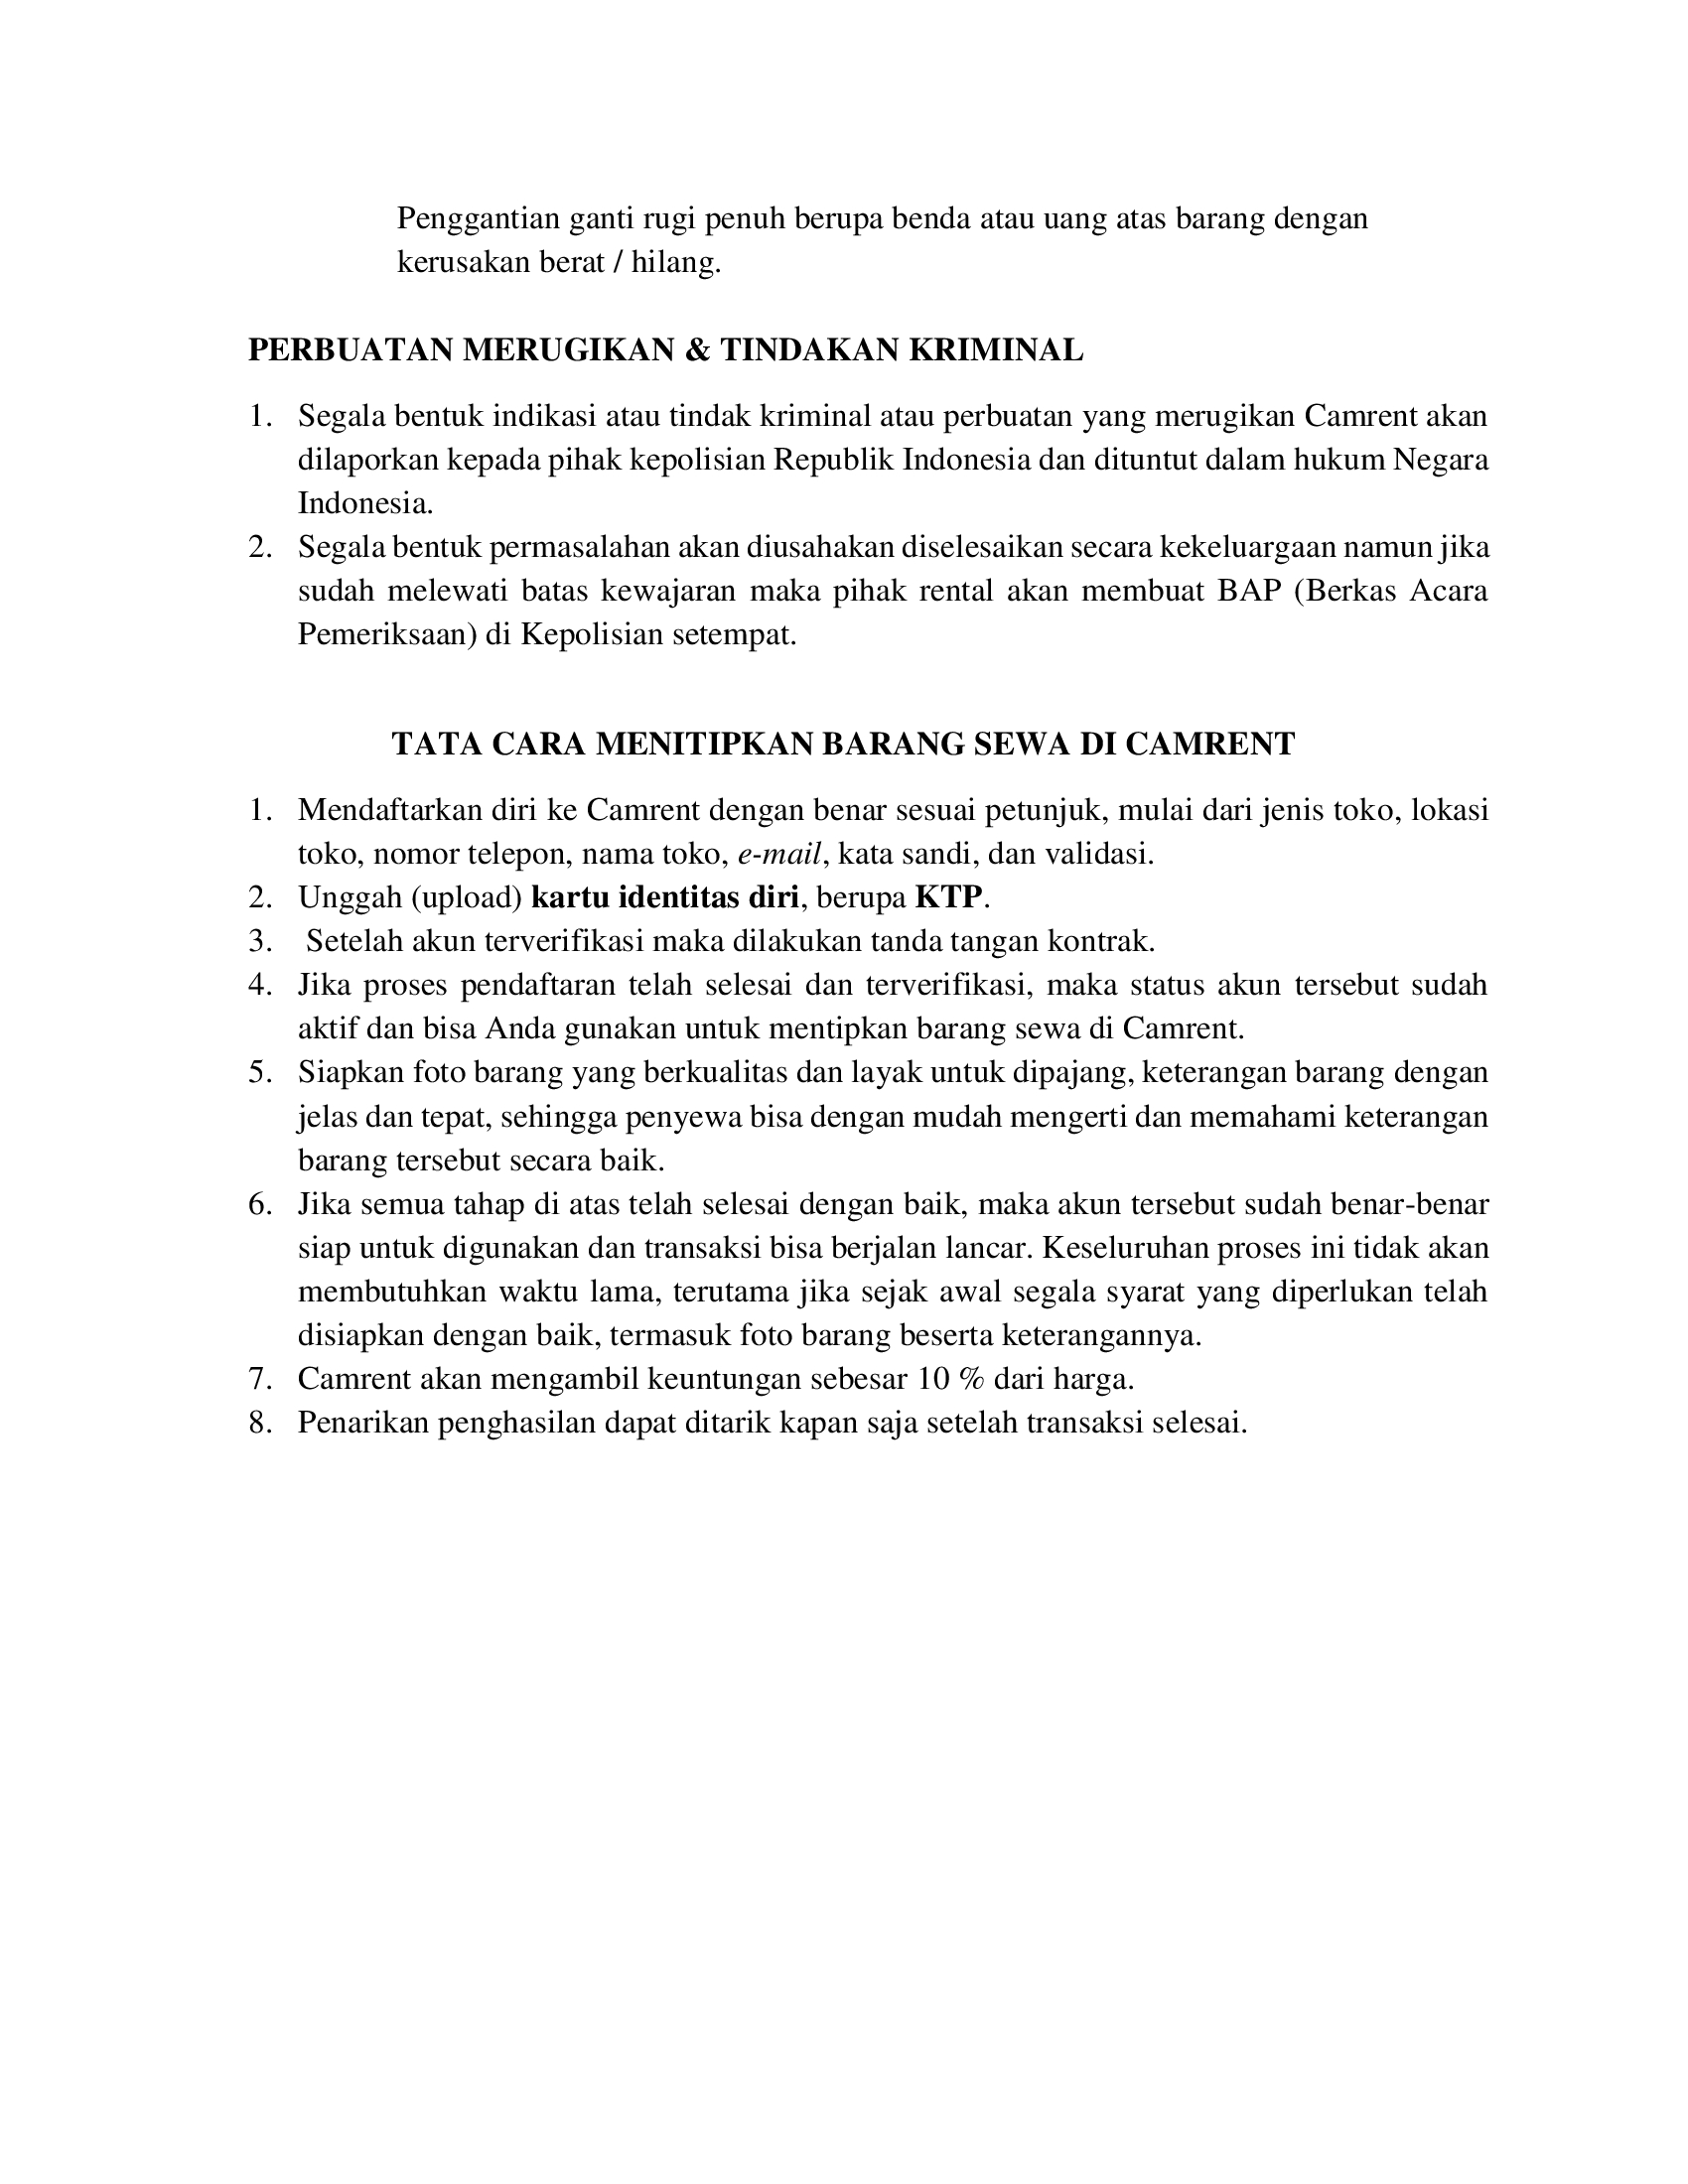 Penggantian ganti rugi penuh berupa benda atau uang atas barang dengan
kerusakan berat / hilang.
PERBUATAN MERUGIKAN & TINDAKAN KRIMINAL
1. Segala bentuk indikasi atau tindak kriminal atau perbuatan yang merugikan Camrent akan
dilaporkan kepada pihak kepolisian Republik Indonesia dan dituntut dalam hukum Negara
Indonesia.
2. Segala bentuk permasalahan akan diusahakan diselesaikan secara kekeluargaan namun jika
sudah melewati batas kewajaran maka pihak rental akan membuat BAP (Berkas Acara
Pemeriksaan) di Kepolisian setempat.
TATA CARA MENITIPKAN BARANG SEWA DI CAMRENT
1. Mendaftarkan diri ke Camrent dengan benar sesuai petunjuk, mulai dari jenis toko, lokasi
toko, nomor telepon, nama toko, e-mail, kata sandi, dan validasi.
2. Unggah (upload) kartu identitas diri, berupa KTP.
3. Setelah akun terverifikasi maka dilakukan tanda tangan kontrak.
4. Jika proses pendaftaran telah selesai dan terverifikasi, maka status akun tersebut sudah
aktif dan bisa Anda gunakan untuk mentipkan barang sewa di Camrent.
5. Siapkan foto barang yang berkualitas dan layak untuk dipajang, keterangan barang dengan
jelas dan tepat, sehingga penyewa bisa dengan mudah mengerti dan memahami keterangan
barang tersebut secara baik.
6. Jika semua tahap di atas telah selesai dengan baik, maka akun tersebut sudah benar-benar
siap untuk digunakan dan transaksi bisa berjalan lancar. Keseluruhan proses ini tidak akan
membutuhkan waktu lama, terutama jika sejak awal segala syarat yang diperlukan telah
disiapkan dengan baik, termasuk foto barang beserta keterangannya.
7. Camrent akan mengambil keuntungan sebesar 10 % dari harga.
8. Penarikan penghasilan dapat ditarik kapan saja setelah transaksi selesai.